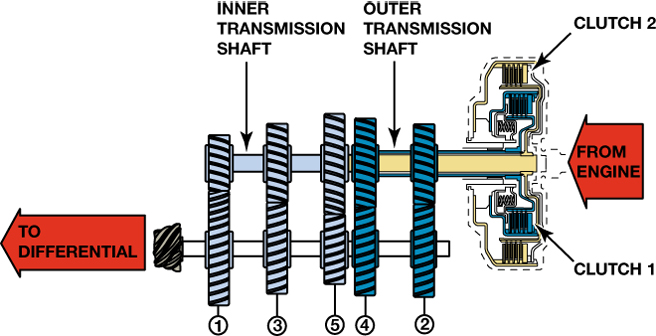 INNER
TRANSMISSION
SHAFT
OUTER
TRANSMISSION
SHAFT
CLUTCH 2
FROM
ENGINE
TO
DIFFERENTIAL
CLUTCH 1
1
3
5
4
2